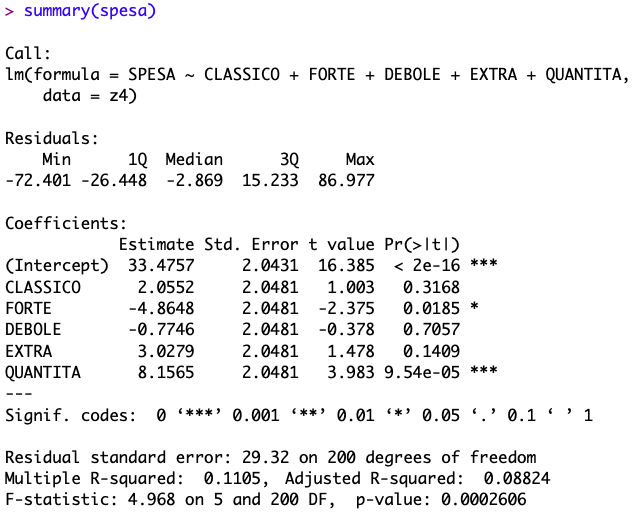 > summary(spesa)
Call:
lm(formula = SPESA ~ CLASSICO + FORTE + DEBOLE + EXTRA + QUANTITA,
    data = z4)
Residuals:
    Min      1Q  Median      3Q     Max
-72.401 -26.448  -2.869  15.233  86.977
Coefficients:
            Estimate Std. Error t value Pr(>|t|)
(Intercept)  33.4757     2.0431  16.385  < 2e-16 ***
CLASSICO      2.0552     2.0481   1.003   0.3168
FORTE        -4.8648     2.0481  -2.375   0.0185 *
DEBOLE       -0.7746     2.0481  -0.378   0.7057
EXTRA         3.0279     2.0481   1.478   0.1409
QUANTITA      8.1565     2.0481   3.983 9.54e-05 ***
---
Signif. codes:  0 ‘***’ 0.001 ‘**’ 0.01 ‘*’ 0.05 ‘.’ 0.1 ‘ ’ 1
Residual standard error: 29.32 on 200 degrees of freedom
Multiple R-squared:  0.1105, Adjusted R-squared:  0.08824
F-statistic: 4.968 on 5 and 200 DF,  p-value: 0.0002606